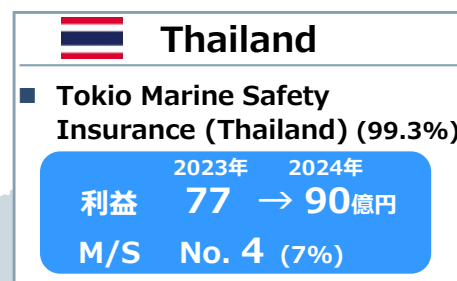 Thailand
■ Tokio Marine Safety
Insurance (Thailand) (99.3%)
2023年 2024年
利益 77 → 90億円
M/S No. 4 (7%)